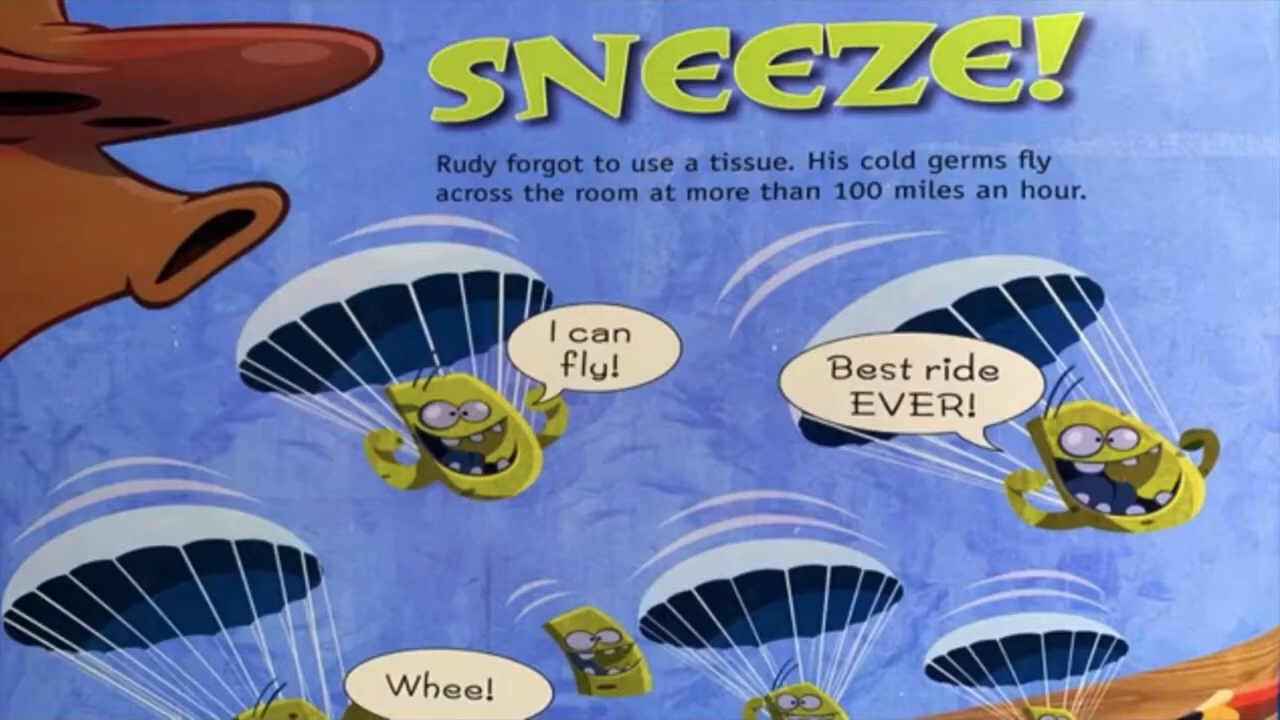 SNEEZE!
Rudy forgot to use a tissue. His cold germs fly
across the room at more than 100 miles an hour.
I can
fly!
Best ride
EVER!
Whee!